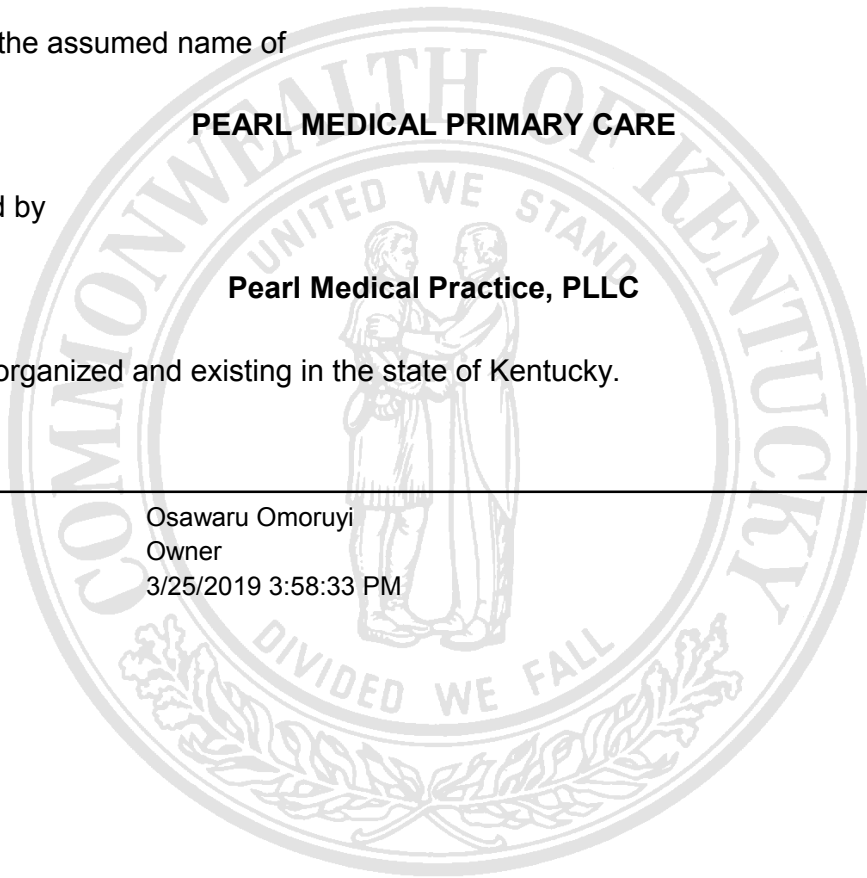 the assumed name of
PEARL MEDICAL PRIMARY CARE
d by
Pearl Medical Practice, PLLC
organized and existing in the state of Kentucky.
Osawaru Omoruyi
Owner
3/25/2019 3:58:33 PM
COMMONWEALTH OF KENTUCKY
UNITED WE STAND
DIVIDED WE FALL